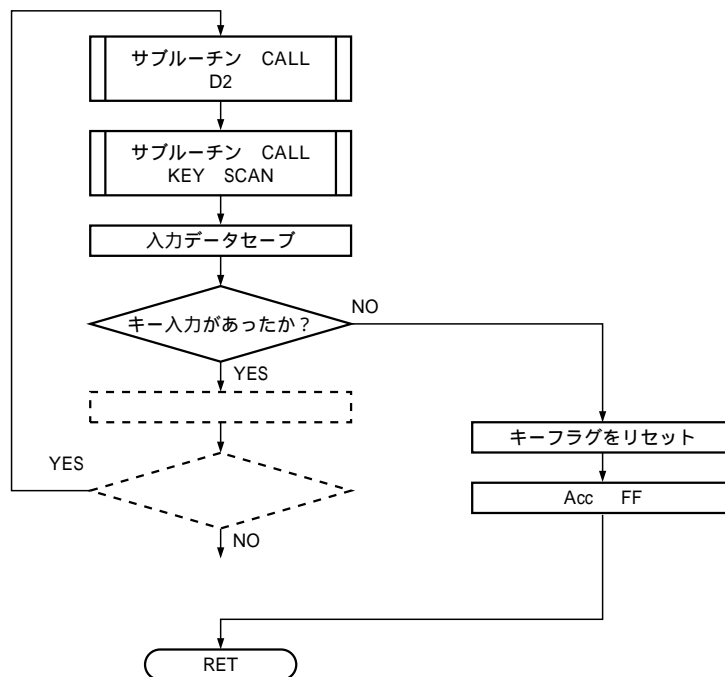 サブルーチン CALL
D2
サブルーチン CALL
KEY SCAN
入力データセーブ
キー入力があったか？
NO
YES
キーフラグをリセット
YES
Acc FF
NO
RET